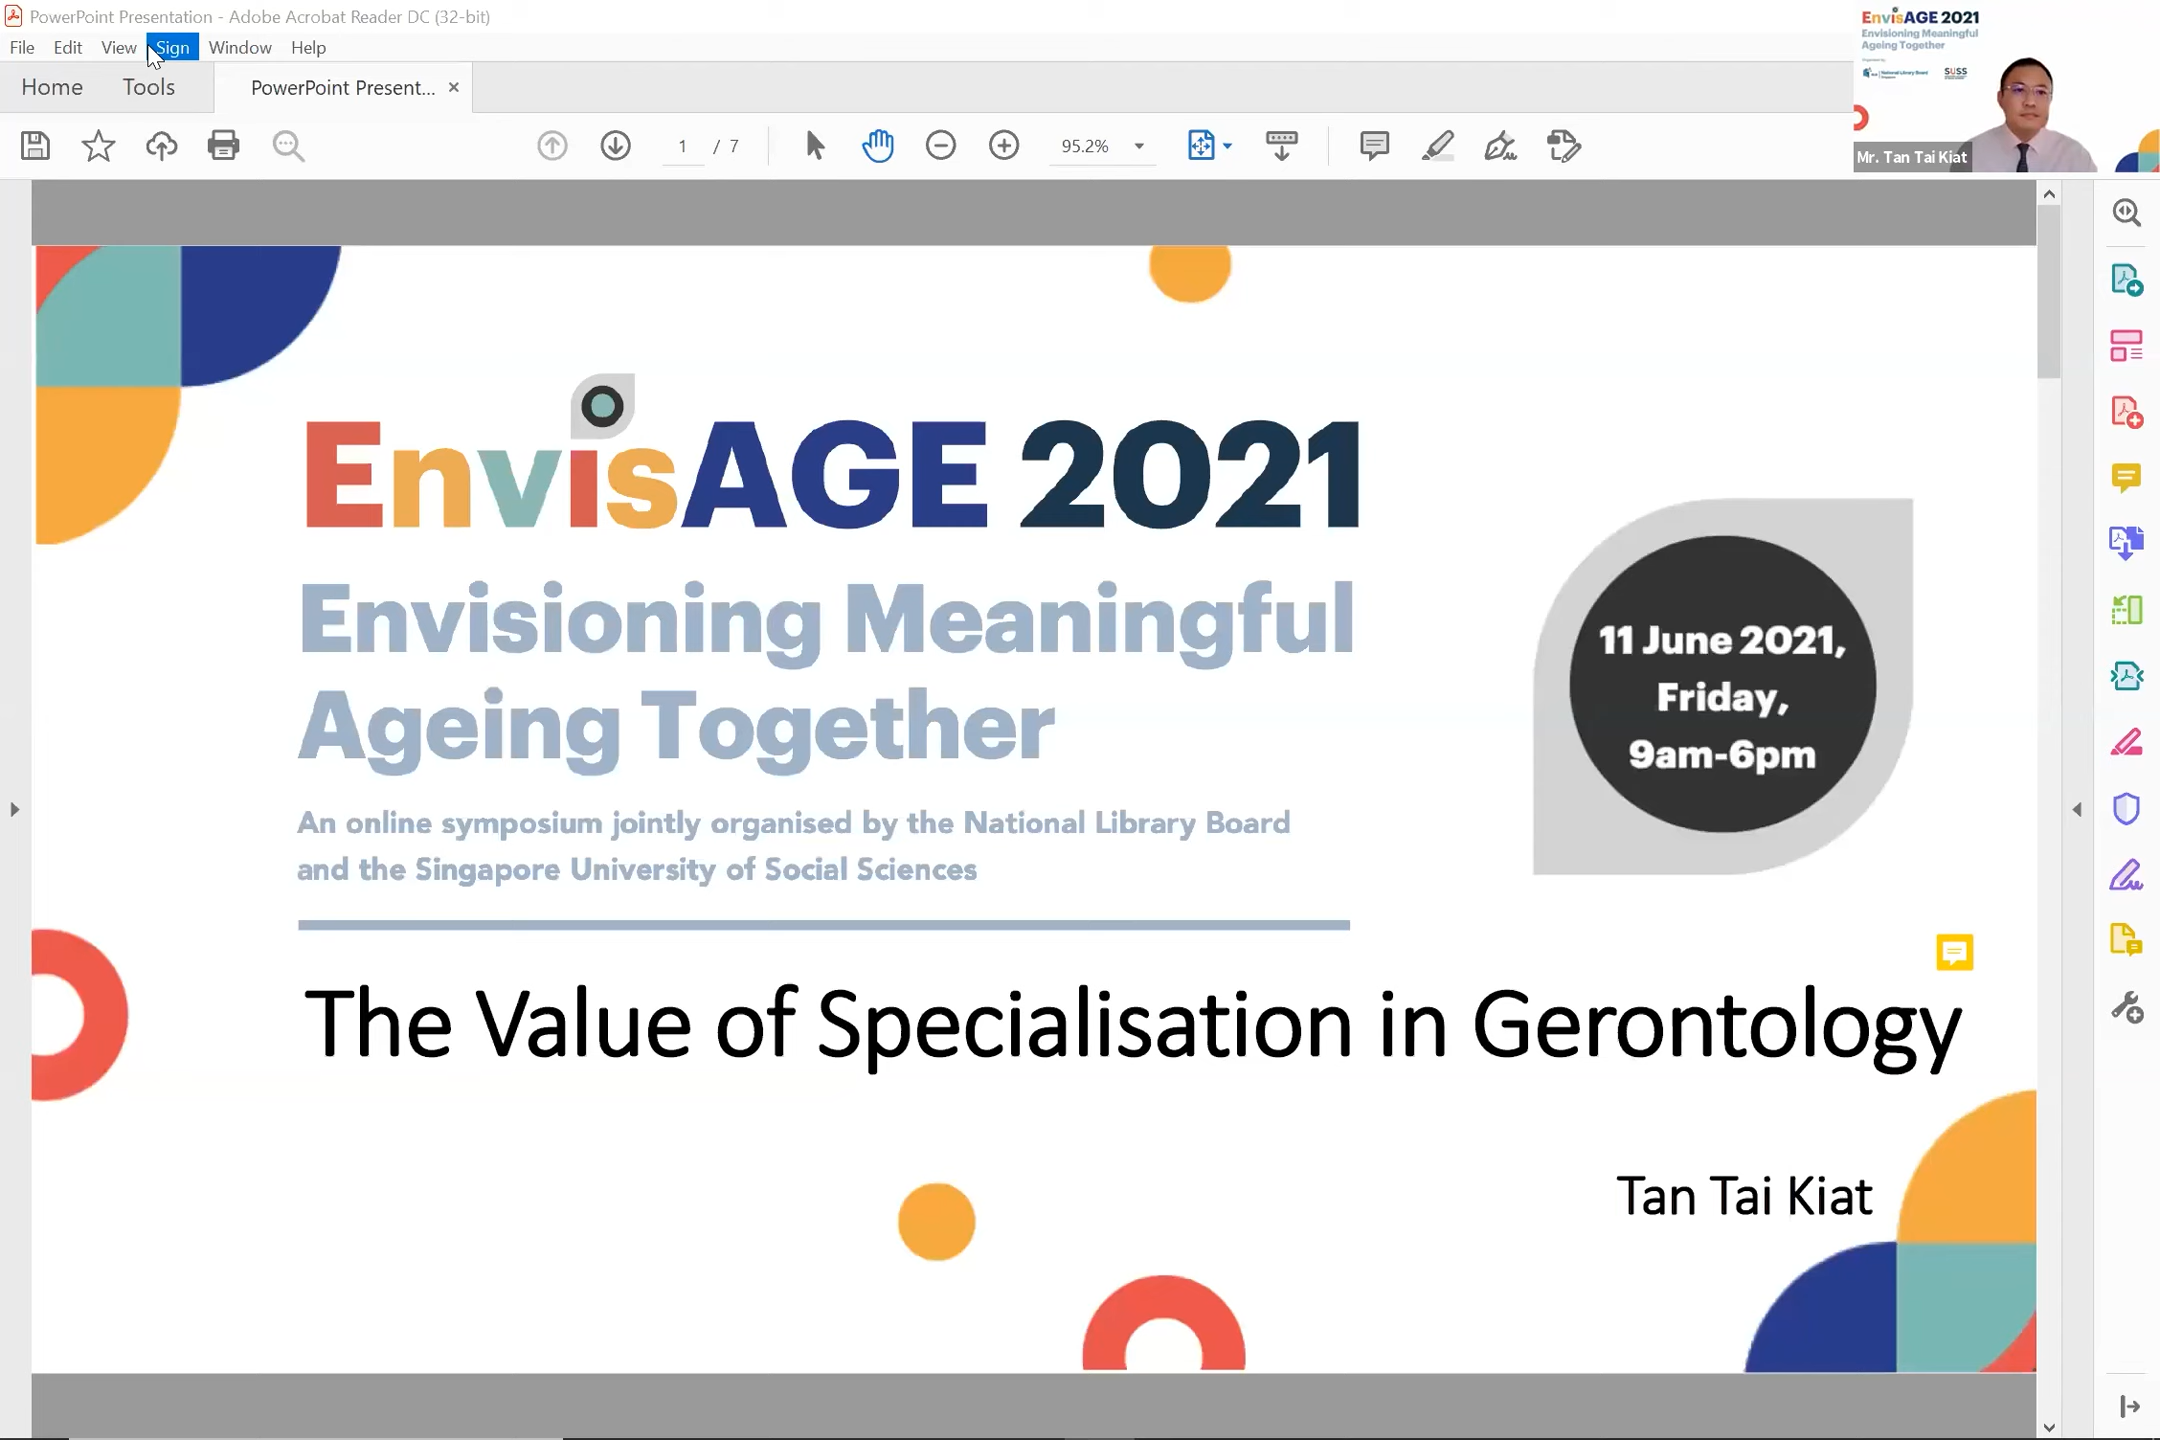 PowerPoint Presentation - Adobe Acrobat Reader DC (32-bit)
File Edit View Sign Window Help
Home Tools PowerPoint Present... ×
1 / 7 95.2%
EnvisAGE 2021
Envisioning Meaningful
Ageing Together
National Library Board
SUSS
Mr. Tan Tai Kiat
EnvisAGE 2021
Envisioning Meaningful
Ageing Together
An online symposium jointly organised by the National Library Board
and the Singapore University of Social Sciences
11 June 2021,
Friday,
9am-6pm
The Value of Specialisation in Gerontology
Tan Tai Kiat